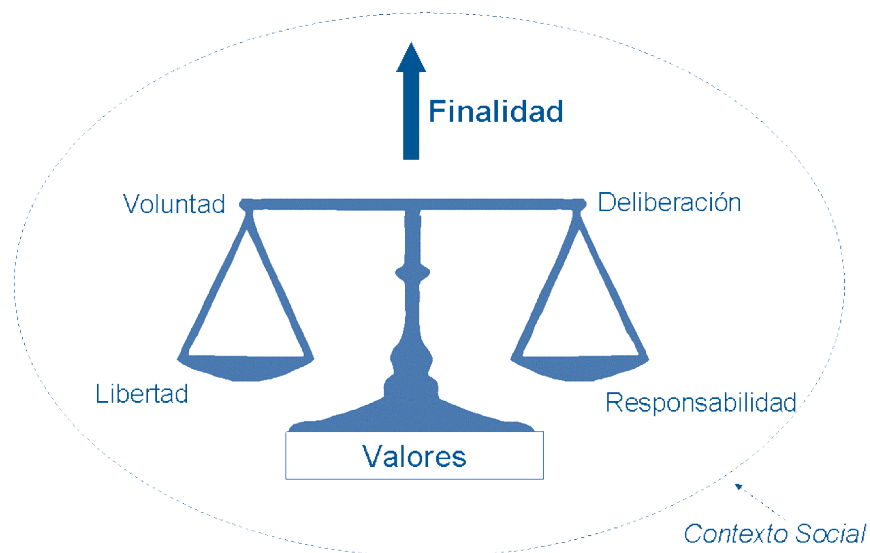 Finalidad
Voluntad
Deliberación
Libertad
Responsabilidad
Valores
Contexto Social